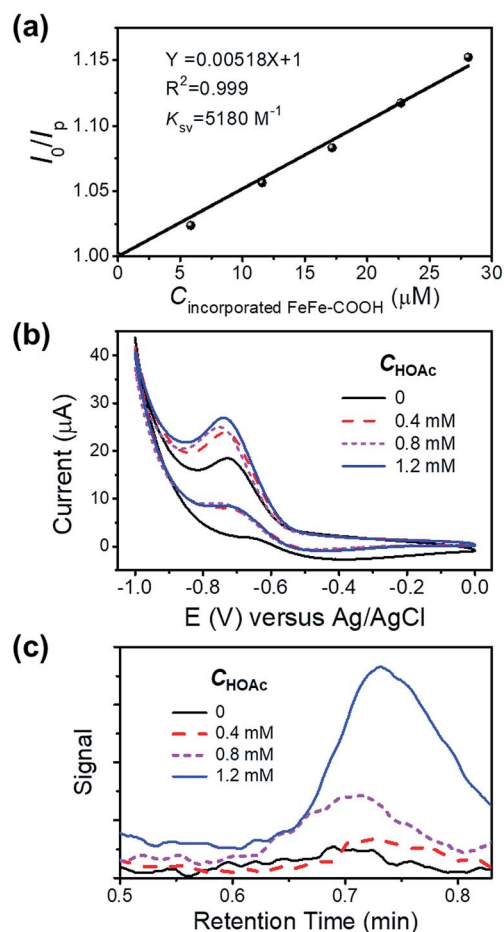 (a)
1.15
1.10
1.05
1.00
I₀/Iₚ
Y =0.00518X+1
R²=0.999
Kₛᵥ=5180 M⁻¹
0 5 10 15 20 25 30
C incorporated FeFe-COOH (μM)
(b)
40
30
20
10
0
Current (μA)
C HOAc
0
0.4 mM
0.8 mM
1.2 mM
-1.0 -0.8 -0.6 -0.4 -0.2 0.0
E (V) versus Ag/AgCl
(c)
Signal
C HOAc
0
0.4 mM
0.8 mM
1.2 mM
0.5 0.6 0.7 0.8
Retention Time (min)